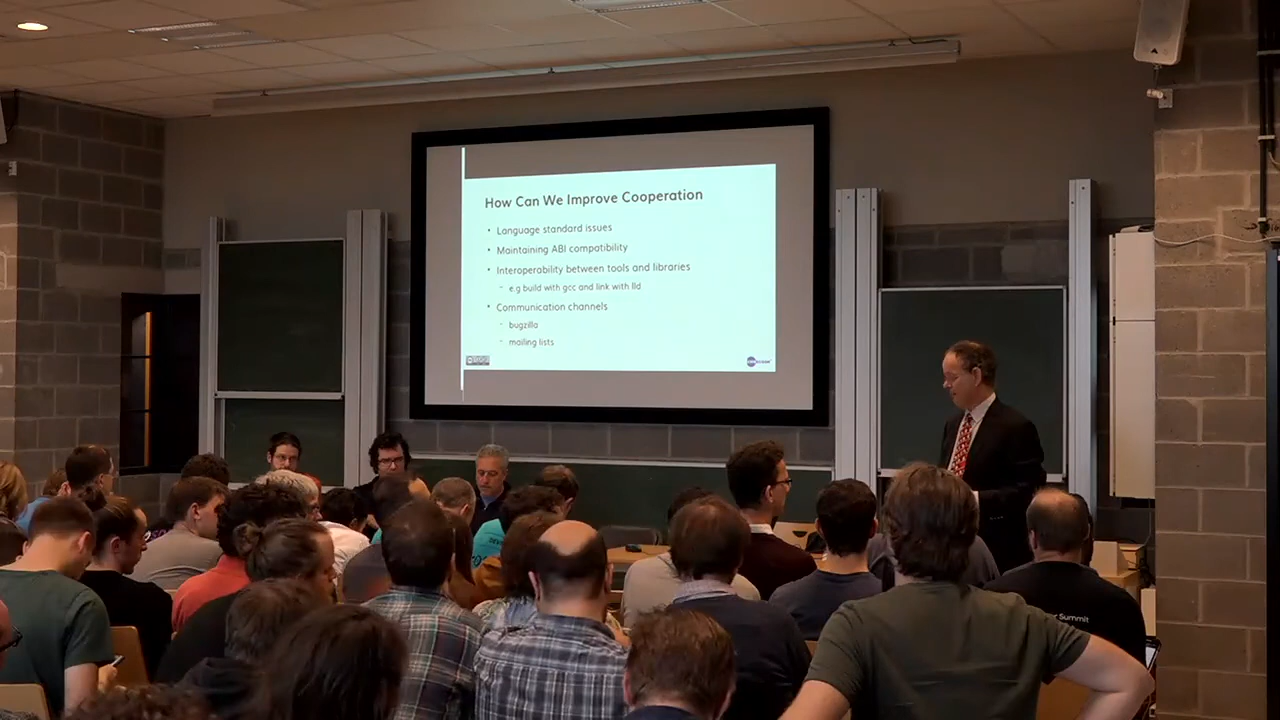 How Can We Improve Cooperation
• Language standard issues
• Maintaining ABI compatibility
• Interoperability between tools and libraries
- e.g build with gcc and link with lld
• Communication channels
- bugzilla
- mailing lists
Summit